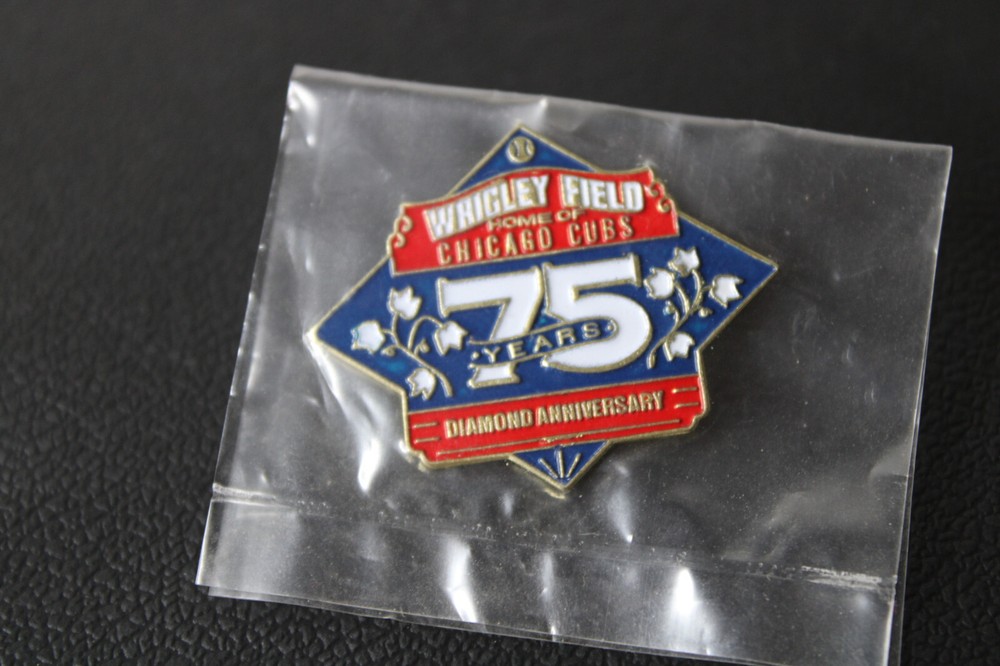 WRIGLEY FIELD
HOME OF
CHICAGO CUBS
75
YEARS
DIAMOND ANNIVERSARY